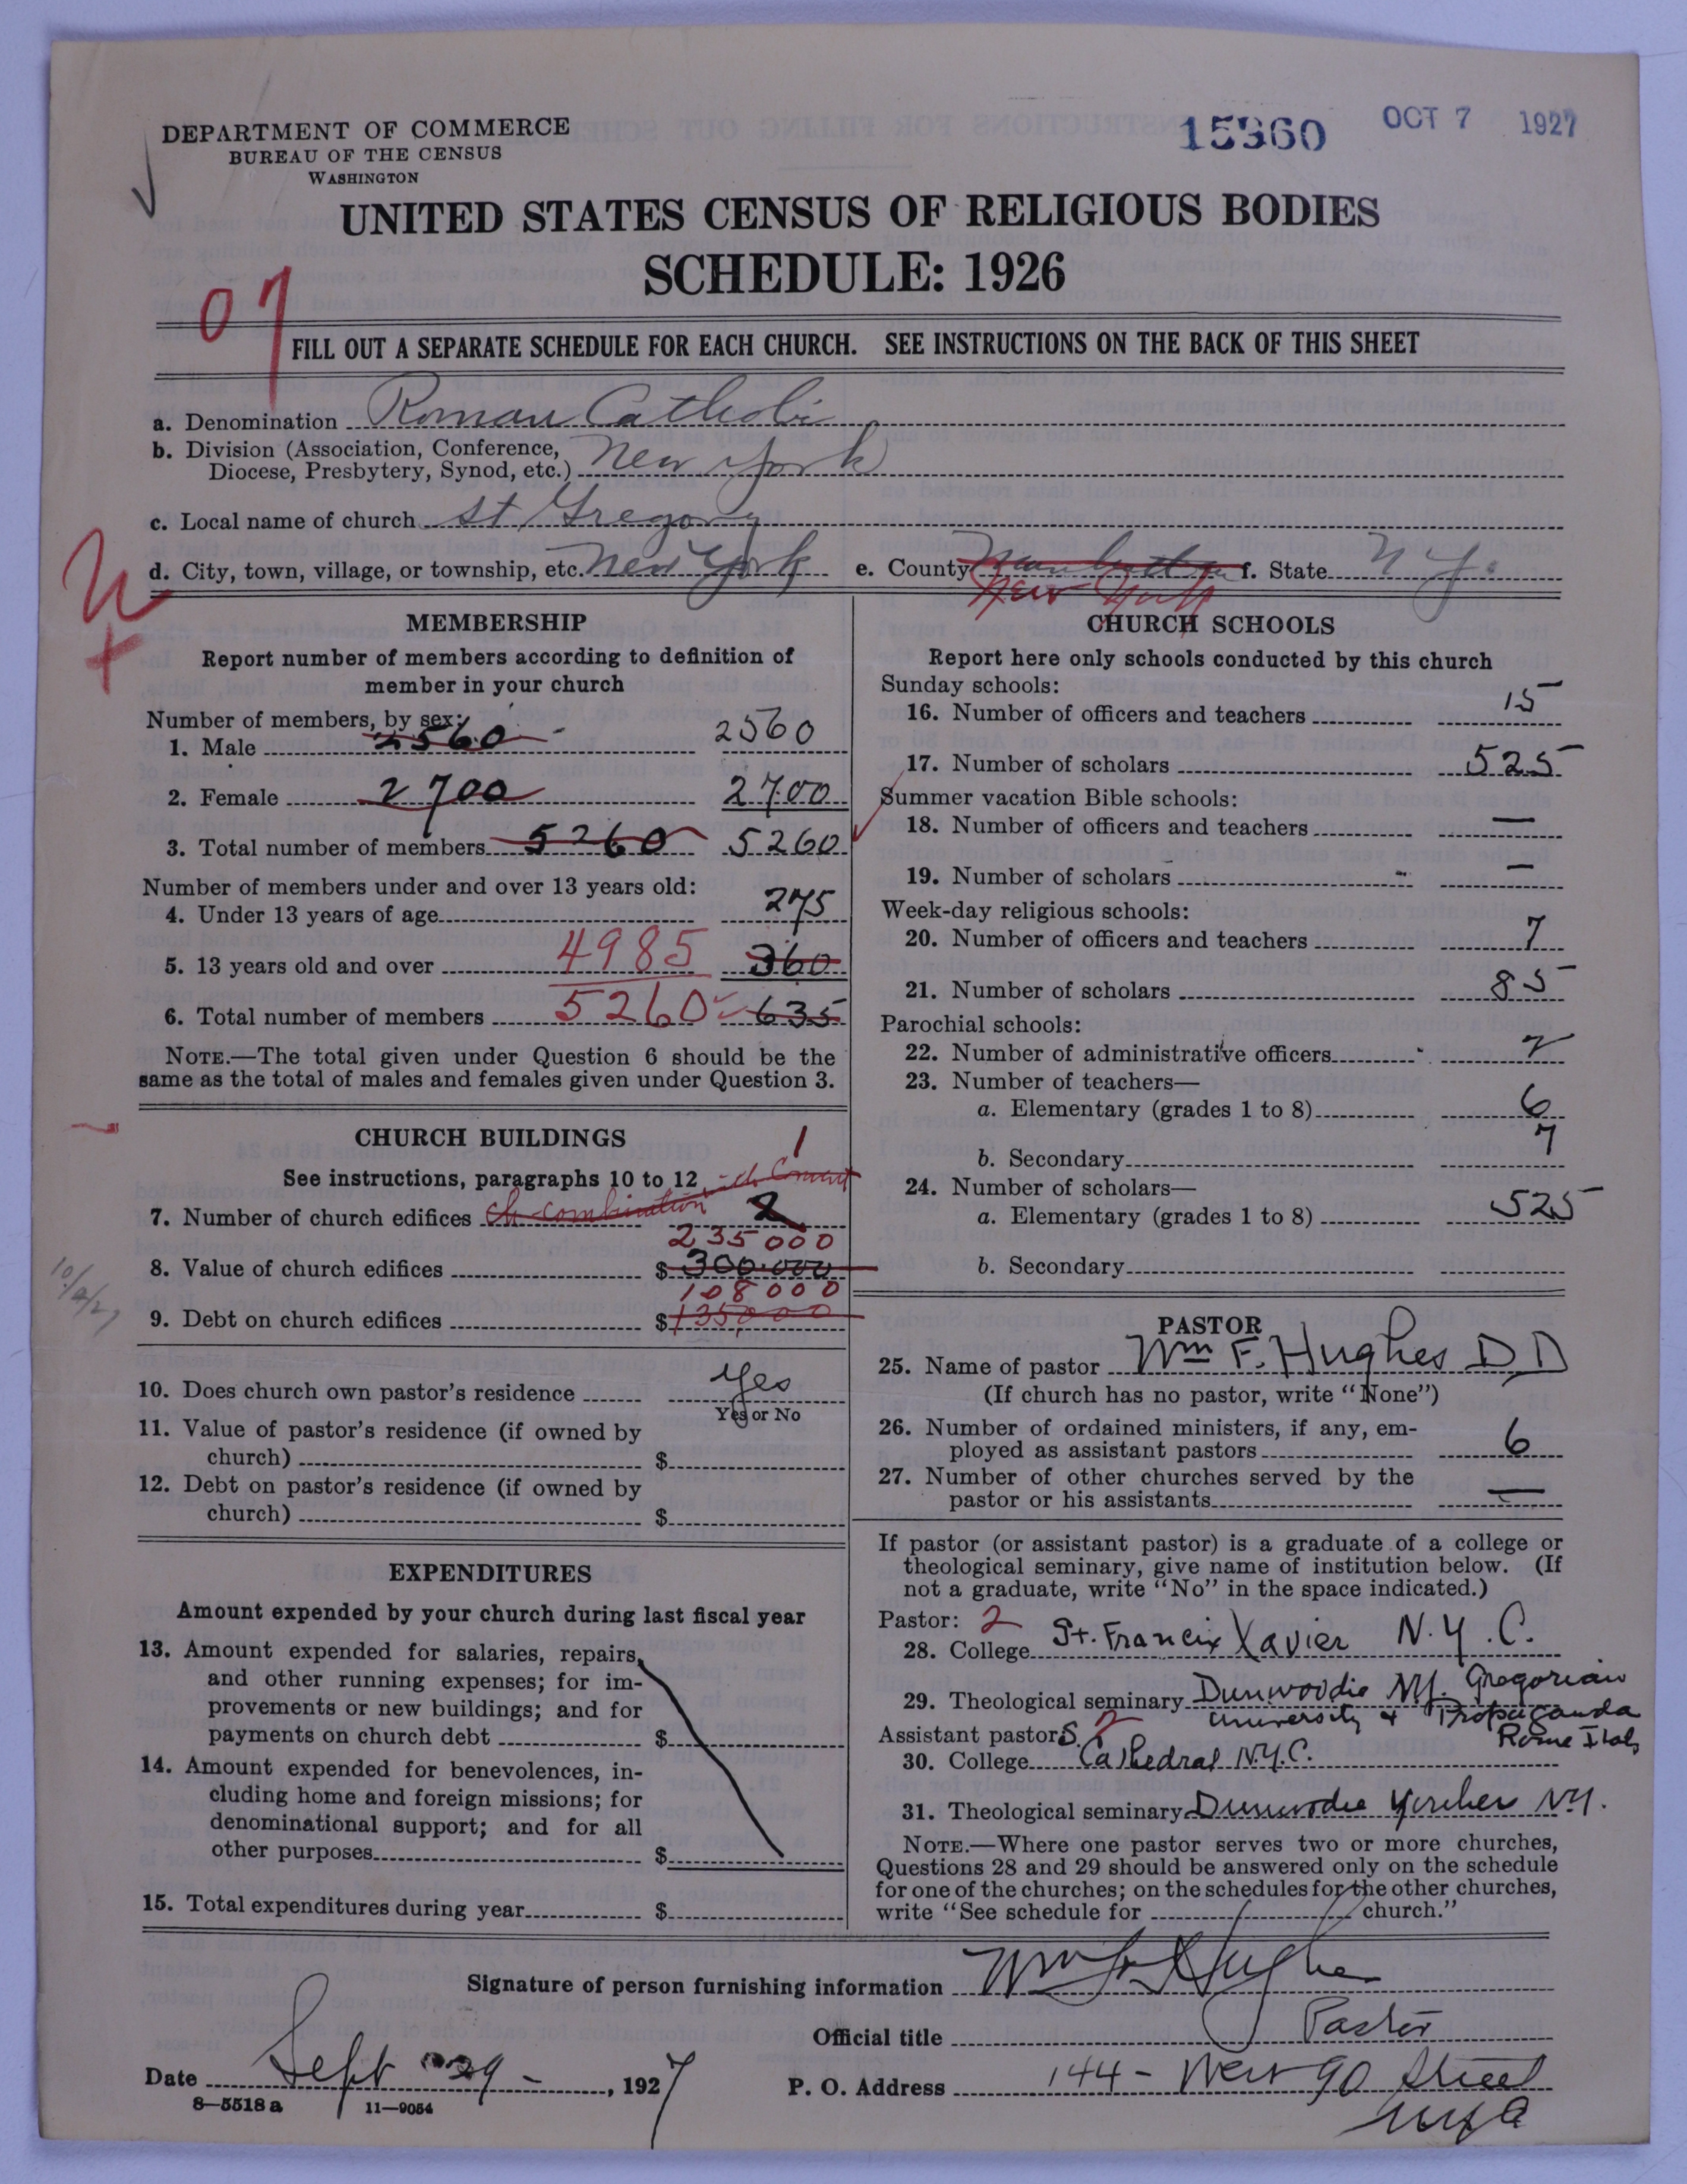 DEPARTMENT OF COMMERCE
BUREAU OF THE CENSUS
WASHINGTON
15360 OCT 7 1927
UNITED STATES CENSUS OF RELIGIOUS BODIES
SCHEDULE: 1926
07
FILL OUT A SEPARATE SCHEDULE FOR EACH CHURCH. SEE INSTRUCTIONS ON THE BACK OF THIS SHEET
a. Denomination Roman Catholic
b. Division (Association, Conference,
Diocese, Presbytery, Synod, etc.) New York
c. Local name of church St Gregory
d. City, town, village, or township, etc. New York e. County Manhattan f. State N Y.
New York
MEMBERSHIP
Report number of members according to definition of
member in your church
Number of members, by sex:
1. Male 2560 2560
2. Female 2700 2700
3. Total number of members 5260 5260
Number of members under and over 13 years old:
4. Under 13 years of age 275
5. 13 years old and over 4985 360
6. Total number of members 5260 635
NOTE.—The total given under Question 6 should be the
same as the total of males and females given under Question 3.
CHURCH BUILDINGS
See instructions, paragraphs 10 to 12
1
7. Number of church edifices ch combination 2
235000
8. Value of church edifices $ 300.000
108000
9. Debt on church edifices $ 135,000
10/8/27
10. Does church own pastor's residence Yes
Yes or No
11. Value of pastor's residence (if owned by
church) $
12. Debt on pastor's residence (if owned by
church) $
EXPENDITURES
Amount expended by your church during last fiscal year
13. Amount expended for salaries, repairs,
and other running expenses; for im-
provements or new buildings; and for
payments on church debt $
14. Amount expended for benevolences, in-
cluding home and foreign missions; for
denominational support; and for all
other purposes $
15. Total expenditures during year $
CHURCH SCHOOLS
Report here only schools conducted by this church
Sunday schools:
16. Number of officers and teachers 15
17. Number of scholars 525
Summer vacation Bible schools:
18. Number of officers and teachers —
19. Number of scholars —
Week-day religious schools:
20. Number of officers and teachers 7
21. Number of scholars 85
Parochial schools:
22. Number of administrative officers 2
23. Number of teachers—
a. Elementary (grades 1 to 8) 6
7
b. Secondary
24. Number of scholars—
a. Elementary (grades 1 to 8) 525
b. Secondary
PASTOR
25. Name of pastor Wm F. Hughes DD
(If church has no pastor, write "None")
26. Number of ordained ministers, if any, em-
ployed as assistant pastors 6
27. Number of other churches served by the
pastor or his assistants —
If pastor (or assistant pastor) is a graduate of a college or
theological seminary, give name of institution below. (If
not a graduate, write "No" in the space indicated.)
Pastor: 2
28. College St. Francis Xavier N.Y.C.
29. Theological seminary Dunwoodie NY. Gregorian
University & Propaganda
Rome Italy
Assistant pastors. 2
30. College Cathedral N.Y.C.
31. Theological seminary Dunwoodie Yonkers NY.
NOTE.—Where one pastor serves two or more churches,
Questions 28 and 29 should be answered only on the schedule
for one of the churches; on the schedules for the other churches,
write "See schedule for church."
Signature of person furnishing information Wm F. Hughes
Official title Pastor
Date Sept 29 - , 1927 P. O. Address 144 - West 90 Street
NYC
8—5518a 11—9054